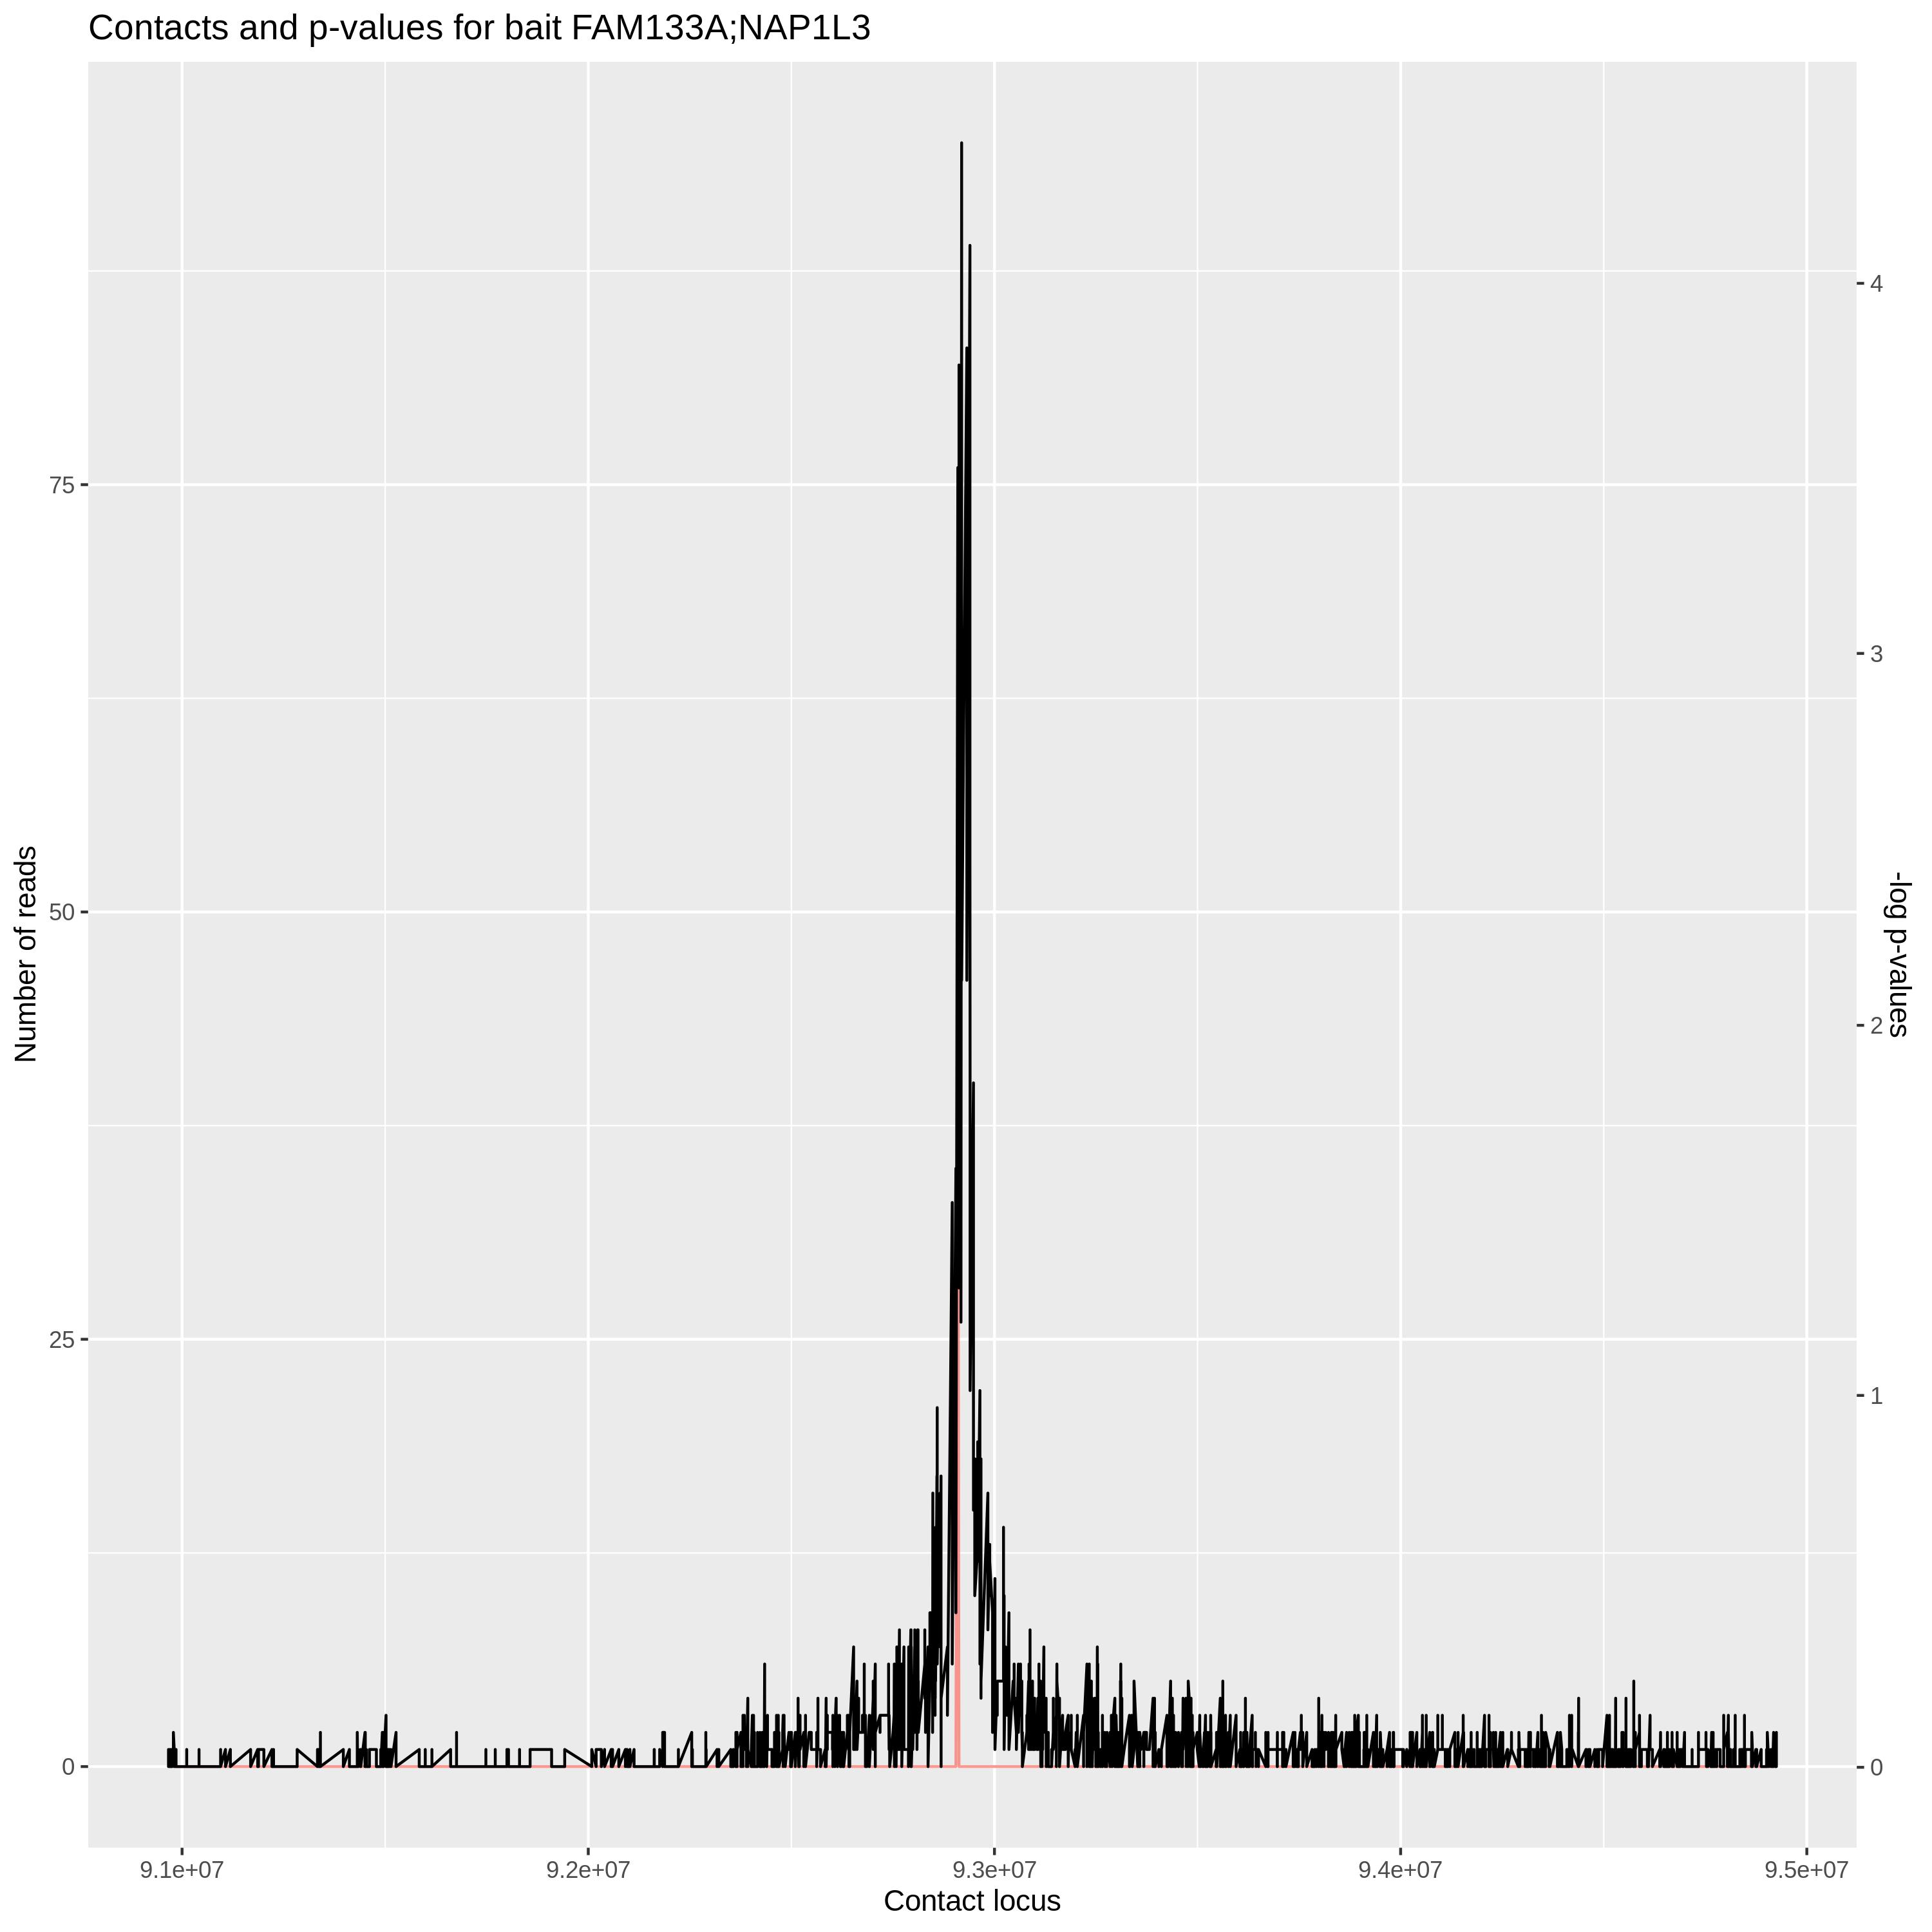 Contacts and p-values for bait FAM133A;NAP1L3
Number of reads
75
50
25
0
4
3
2
1
0
-log p-values
9.1e+07
9.2e+07
9.3e+07
9.4e+07
9.5e+07
Contact locus